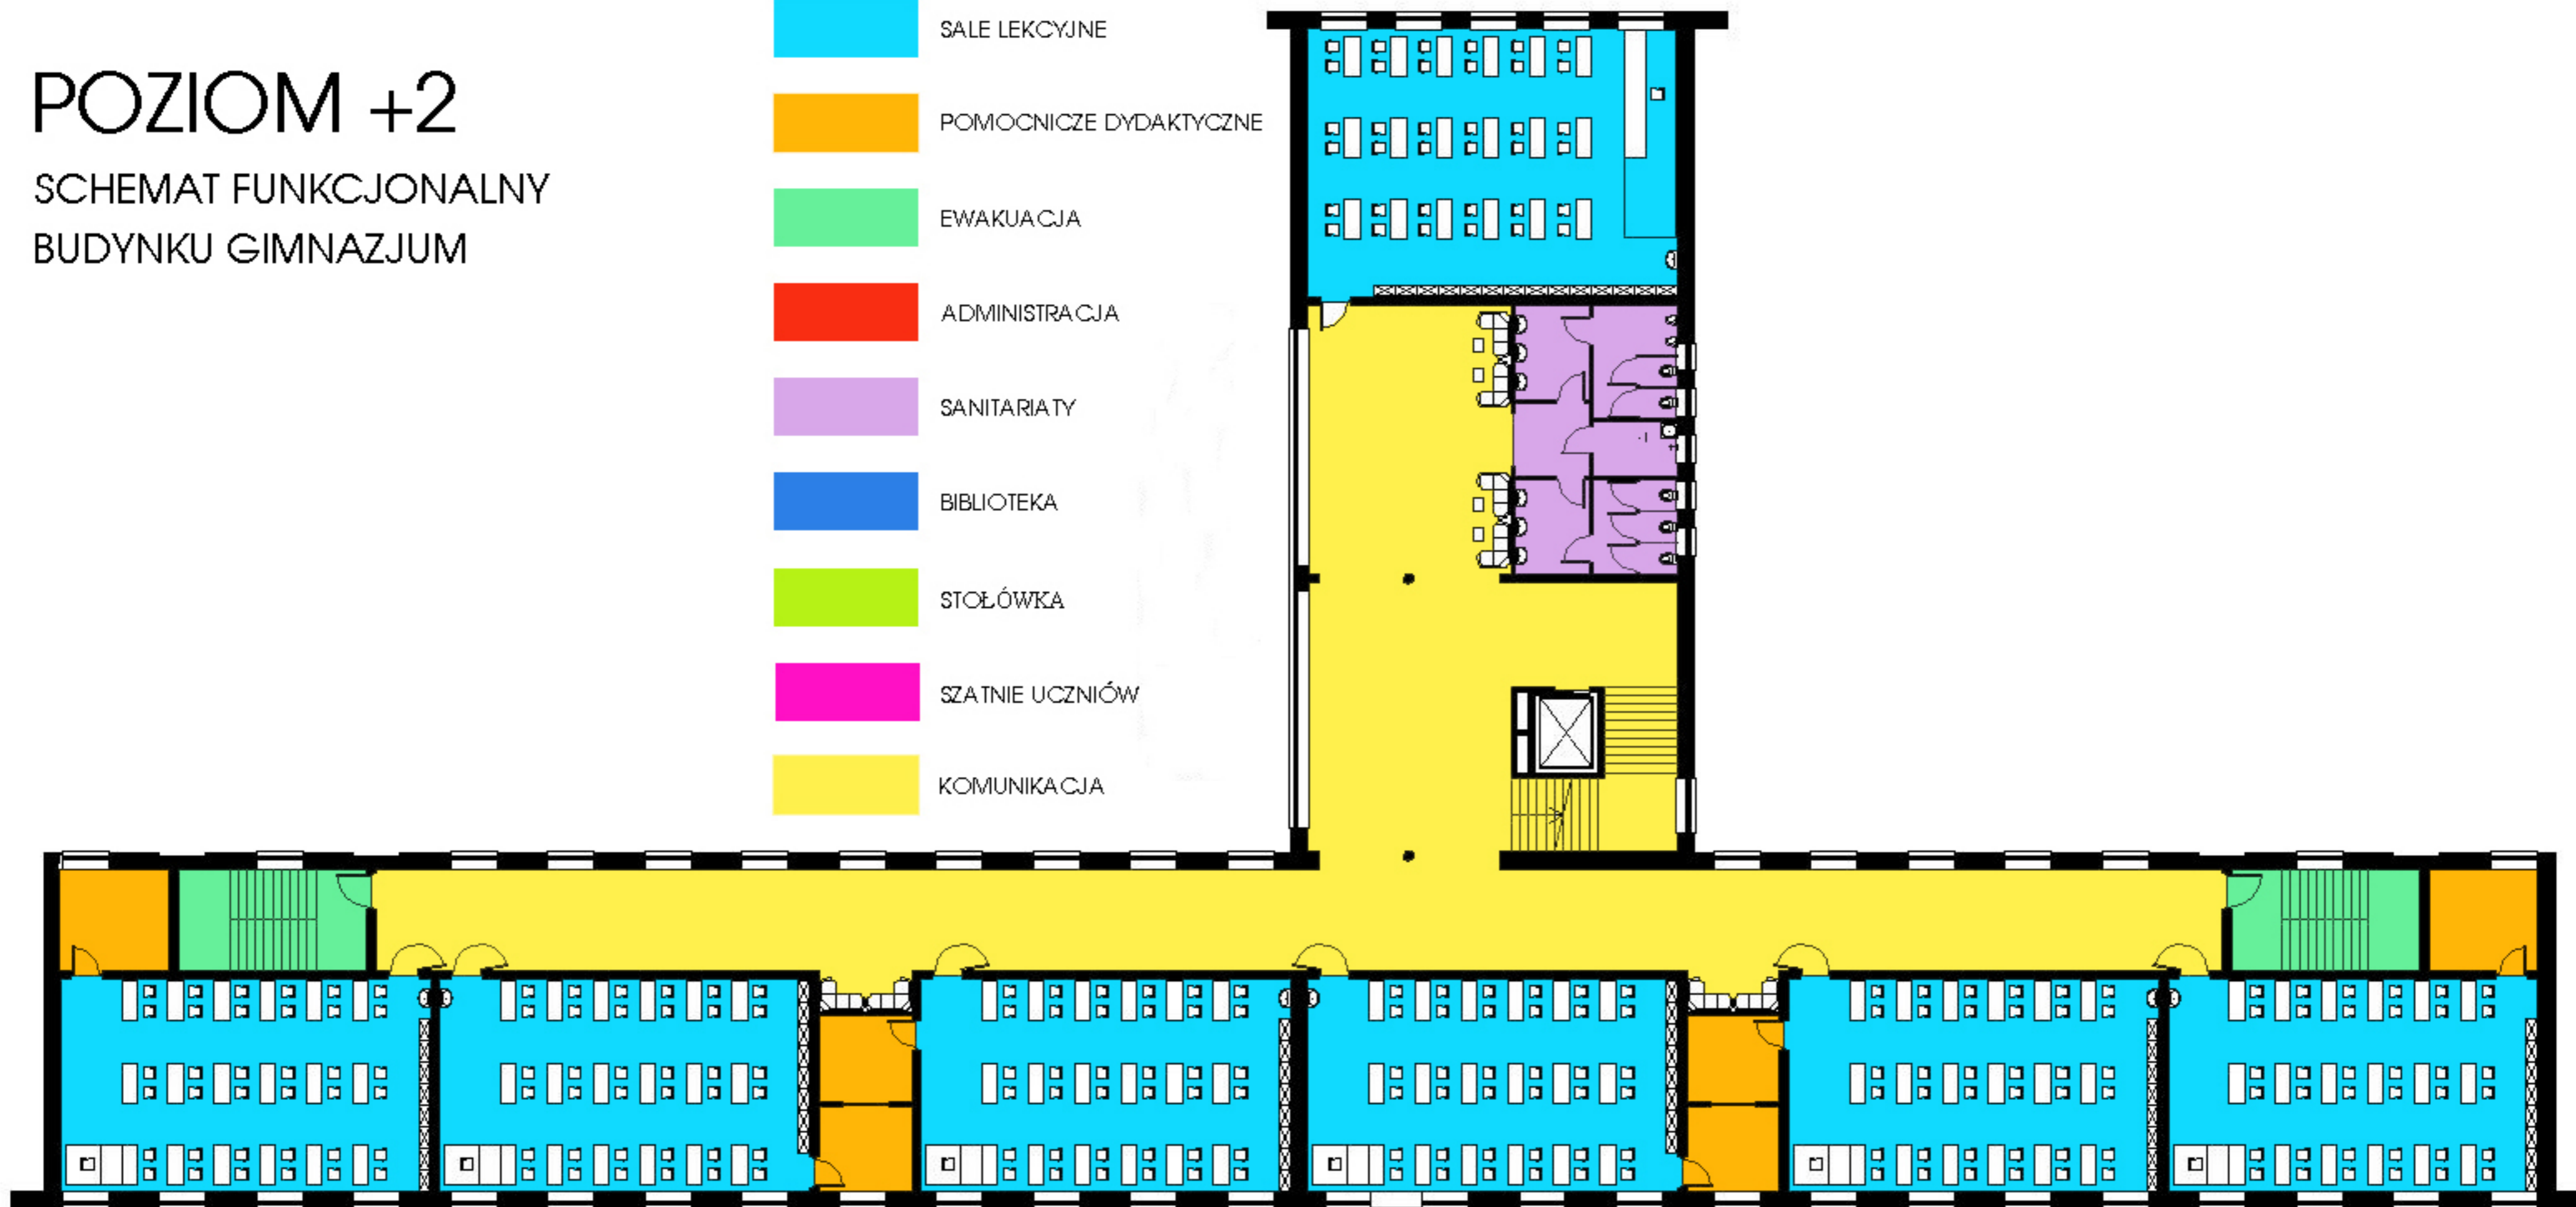 POZIOM +2
SCHEMAT FUNKCJONALNY
BUDYNKU GIMNAZJUM
SALE LEKCYJNE
POMOCNICZE DYDAKTYCZNE
EWAKUACJA
ADMINISTRACJA
SANITARIATY
BIBLIOTEKA
STOŁÓWKA
SZATNIE UCZNIÓW
KOMUNIKACJA